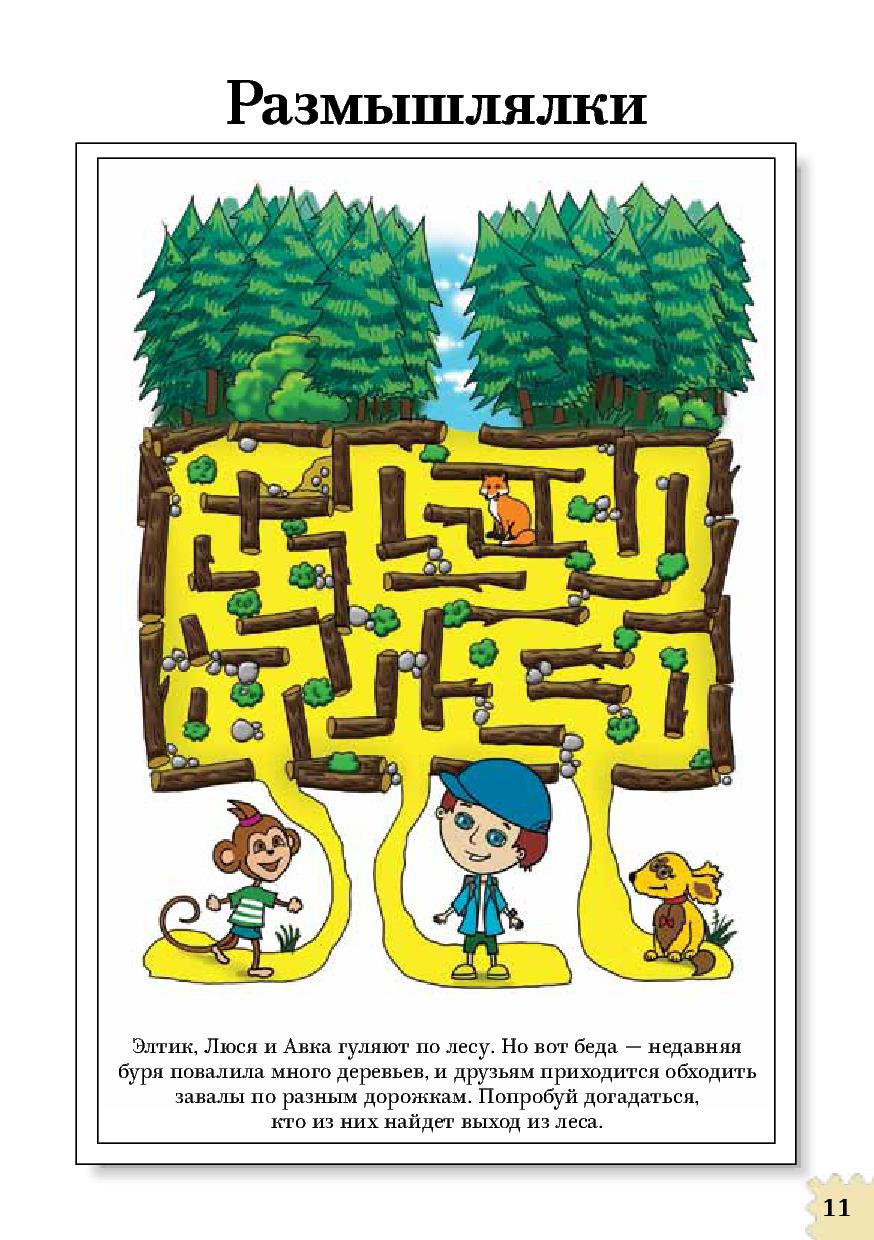 Размышлялки
Элтик, Люся и Авка гуляют по лесу. Но вот беда — недавняя
буря повалила много деревьев, и друзьям приходится обходить
завалы по разным дорожкам. Попробуй догадаться,
кто из них найдет выход из леса.
11